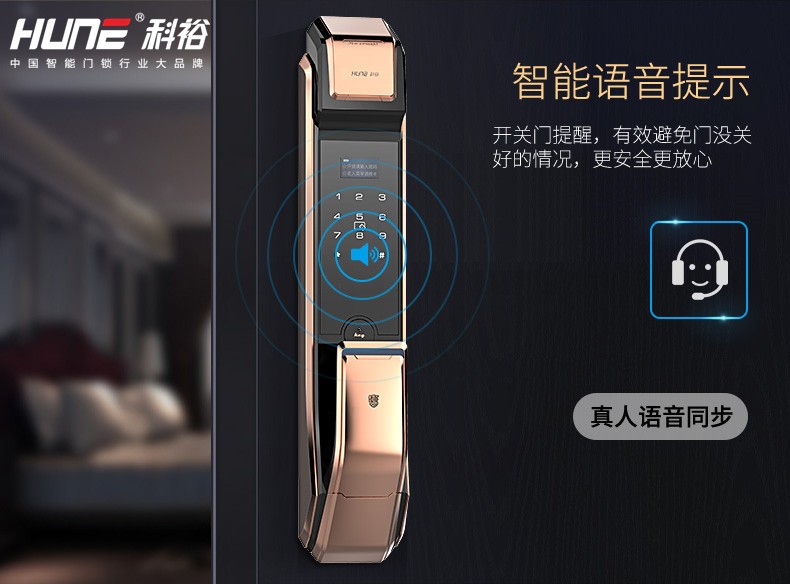 HUNE® 科裕
中国智能门锁行业大品牌
HUNE 科裕
智能语音提示
开关门提醒，有效避免门没关
好的情况，更安全更放心
1 2 3
4 5 6
7 8 9
* #
真人语音同步